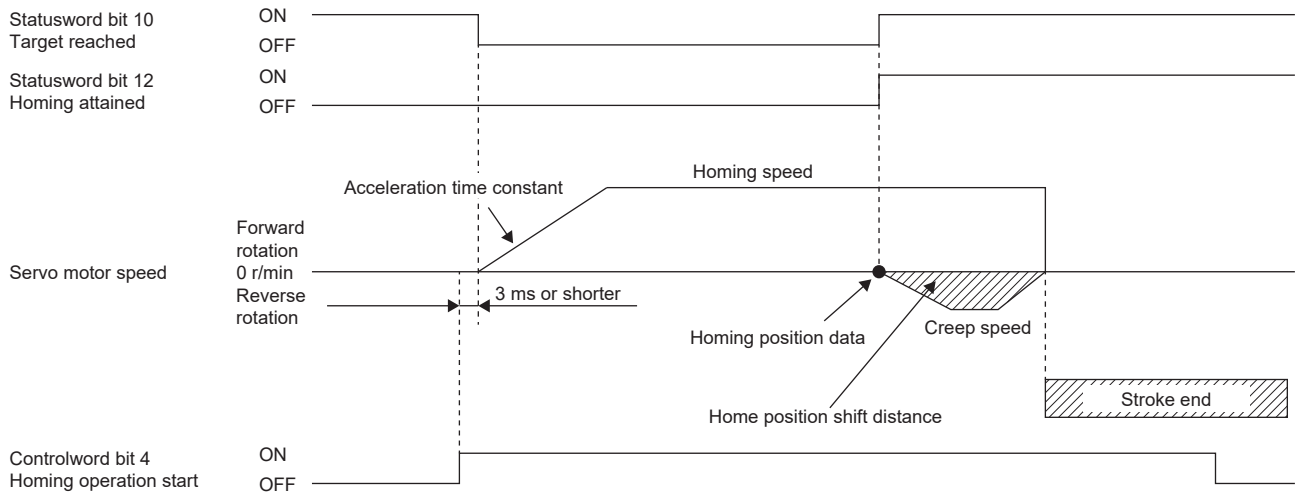 Statusword bit 10
Target reached
ON
OFF
Statusword bit 12
Homing attained
ON
OFF
Homing speed
Acceleration time constant
Servo motor speed
Forward
rotation
0 r/min
Reverse
rotation
3 ms or shorter
Homing position data
Creep speed
Home position shift distance
Stroke end
Controlword bit 4
Homing operation start
ON
OFF